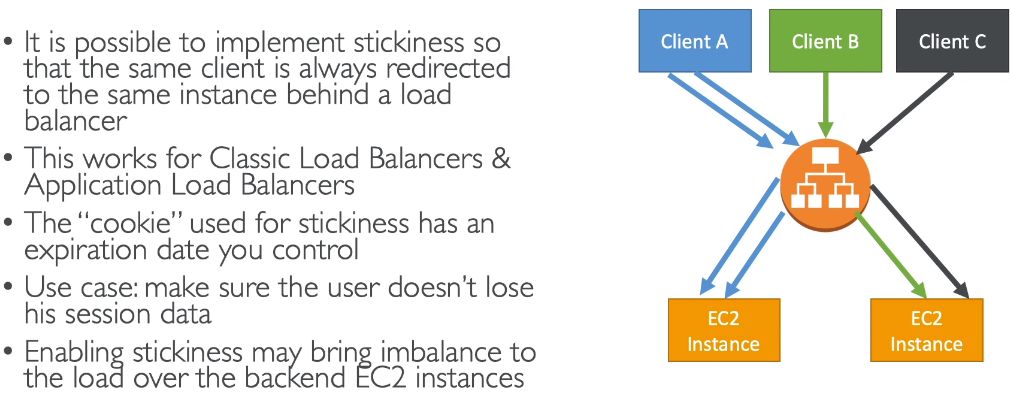 • It is possible to implement stickiness so
that the same client is always redirected
to the same instance behind a load
balancer
• This works for Classic Load Balancers &
Application Load Balancers
• The “cookie” used for stickiness has an
expiration date you control
• Use case: make sure the user doesn’t lose
his session data
• Enabling stickiness may bring imbalance to
the load over the backend EC2 instances
Client A
Client B
Client C
EC2
Instance
EC2
Instance